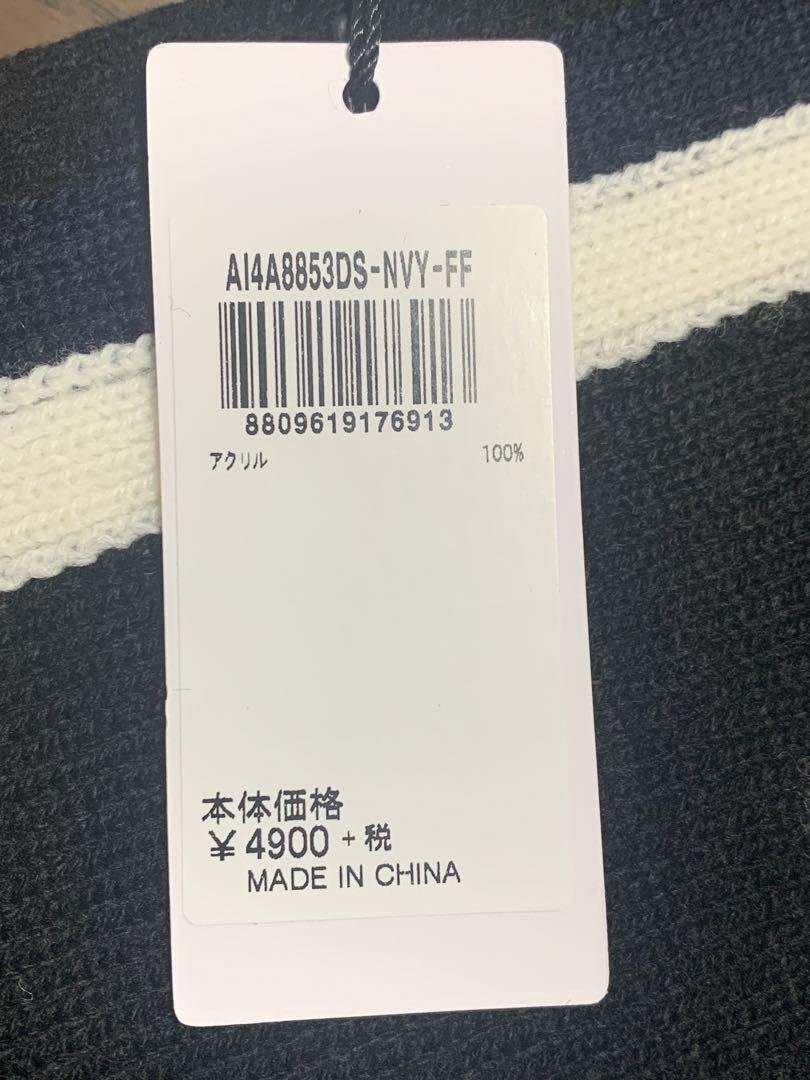 AI4A8853DS-NVY-FF
8809619176913
アクリル 100%
本体価格
¥4900+税
MADE IN CHINA